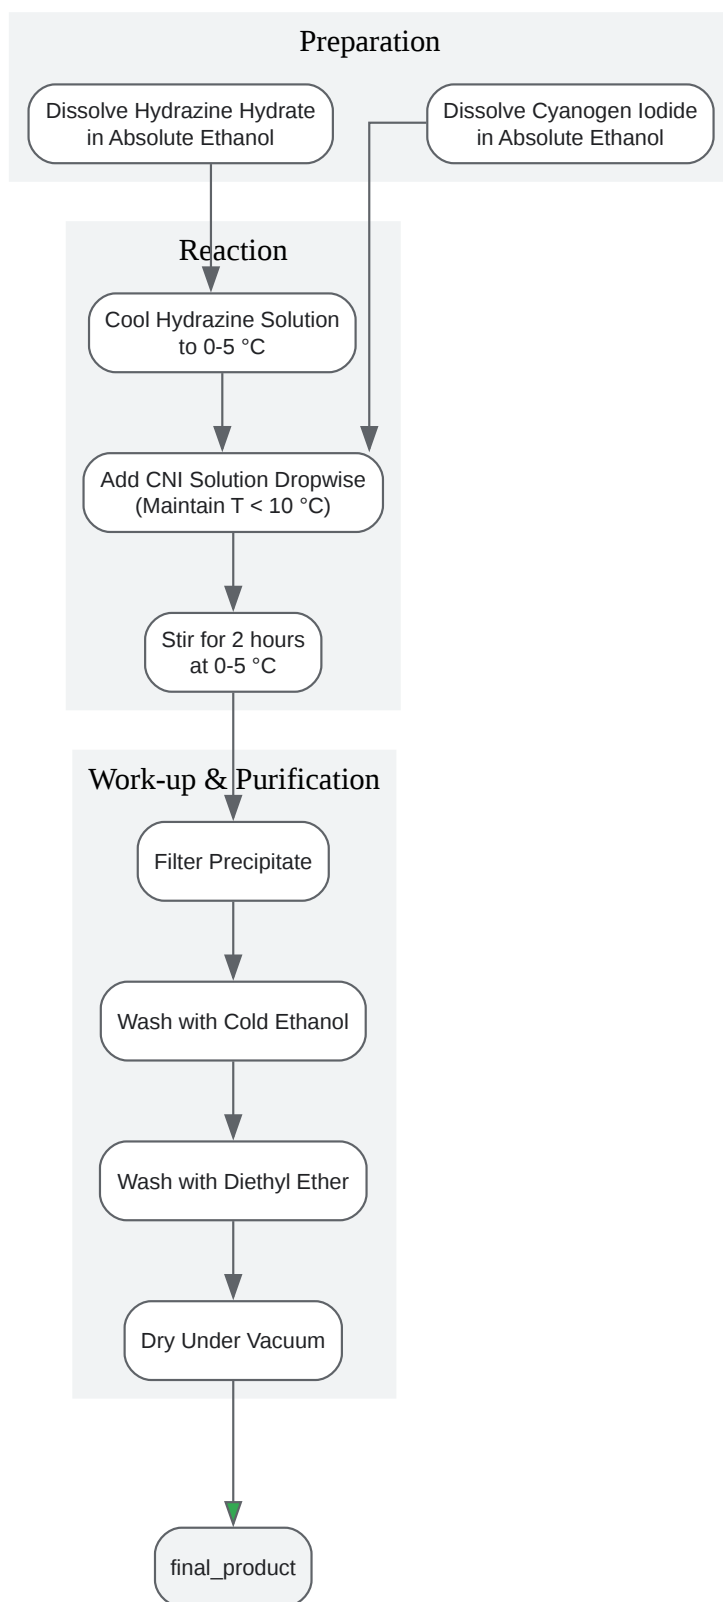 Preparation
Dissolve Hydrazine Hydrate
in Absolute Ethanol
Dissolve Cyanogen Iodide
in Absolute Ethanol
Reaction
Cool Hydrazine Solution
to 0-5 °C
Add CNI Solution Dropwise
(Maintain T < 10 °C)
Stir for 2 hours
at 0-5 °C
Work-up & Purification
Filter Precipitate
Wash with Cold Ethanol
Wash with Diethyl Ether
Dry Under Vacuum
final_product